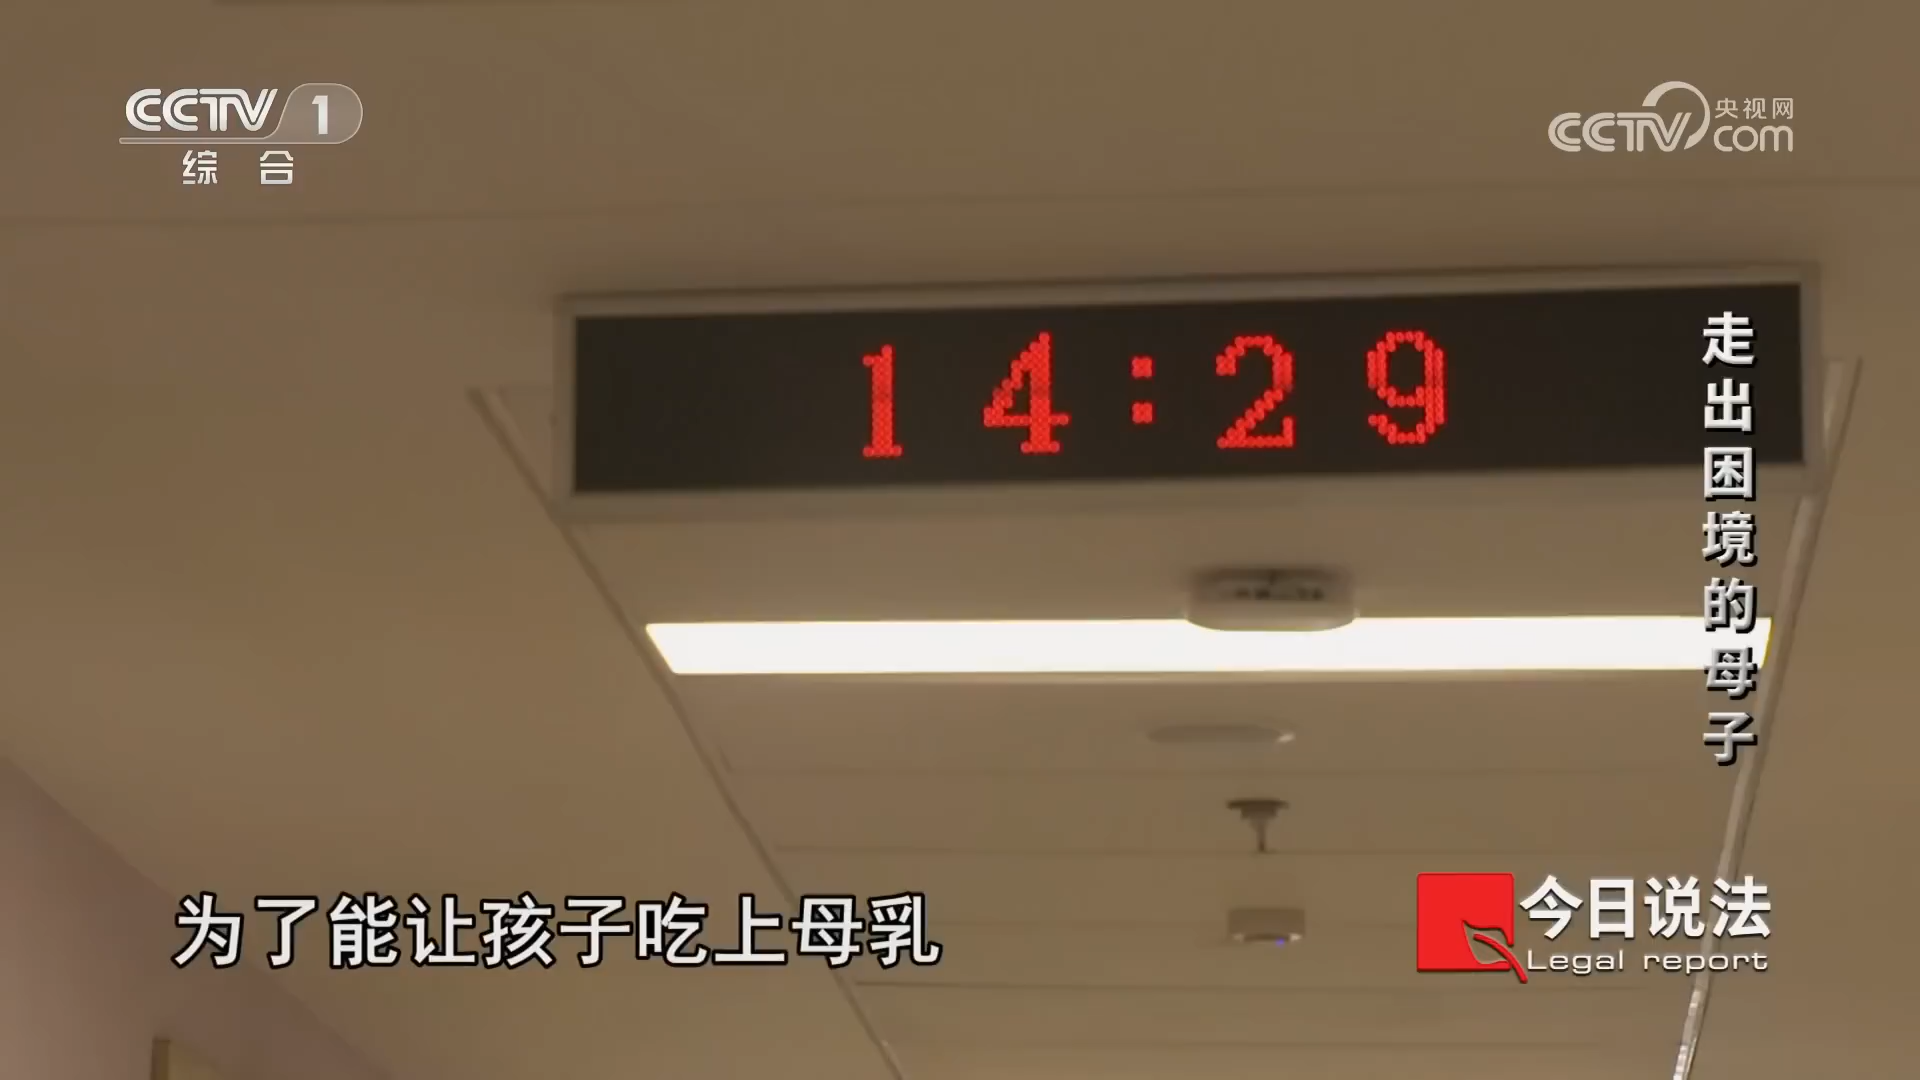 CCTV 1
综 合
CCTV 央视网
com
14:29
走出困境的母子
为了能让孩子吃上母乳
今日说法
Legal report